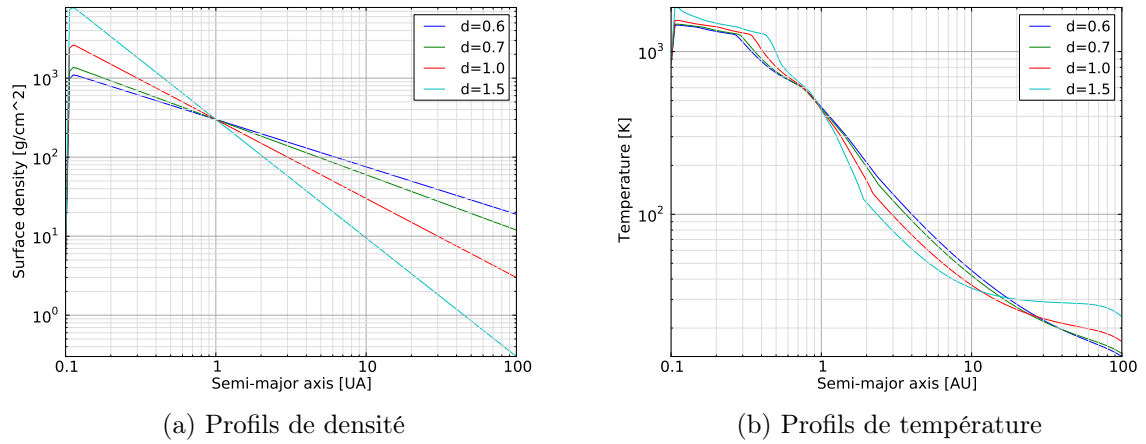 Surface density [g/cm^2]
10^3
10^2
10^1
10^0
0.1
1
10
100
Semi-major axis [UA]
d=0.6
d=0.7
d=1.0
d=1.5
(a) Profils de densité
Temperature [K]
10^3
10^2
0.1
1
10
100
Semi-major axis [AU]
d=0.6
d=0.7
d=1.0
d=1.5
(b) Profils de température